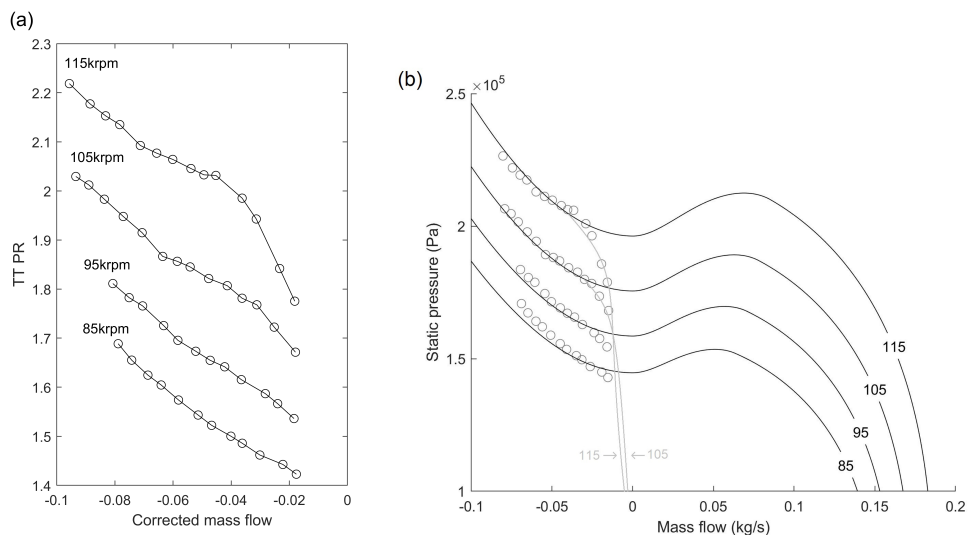 (a)
2.3
2.2
2.1
2
1.9
1.8
1.7
1.6
1.5
1.4
TT PR
115krpm
105krpm
95krpm
85krpm
-0.1 -0.08 -0.06 -0.04 -0.02 0
Corrected mass flow
(b)
×10⁵
2.5
2
1.5
1
Static pressure (Pa)
115
105
95
85
115 → ← 105
-0.1 -0.05 0 0.05 0.1 0.15 0.2
Mass flow (kg/s)